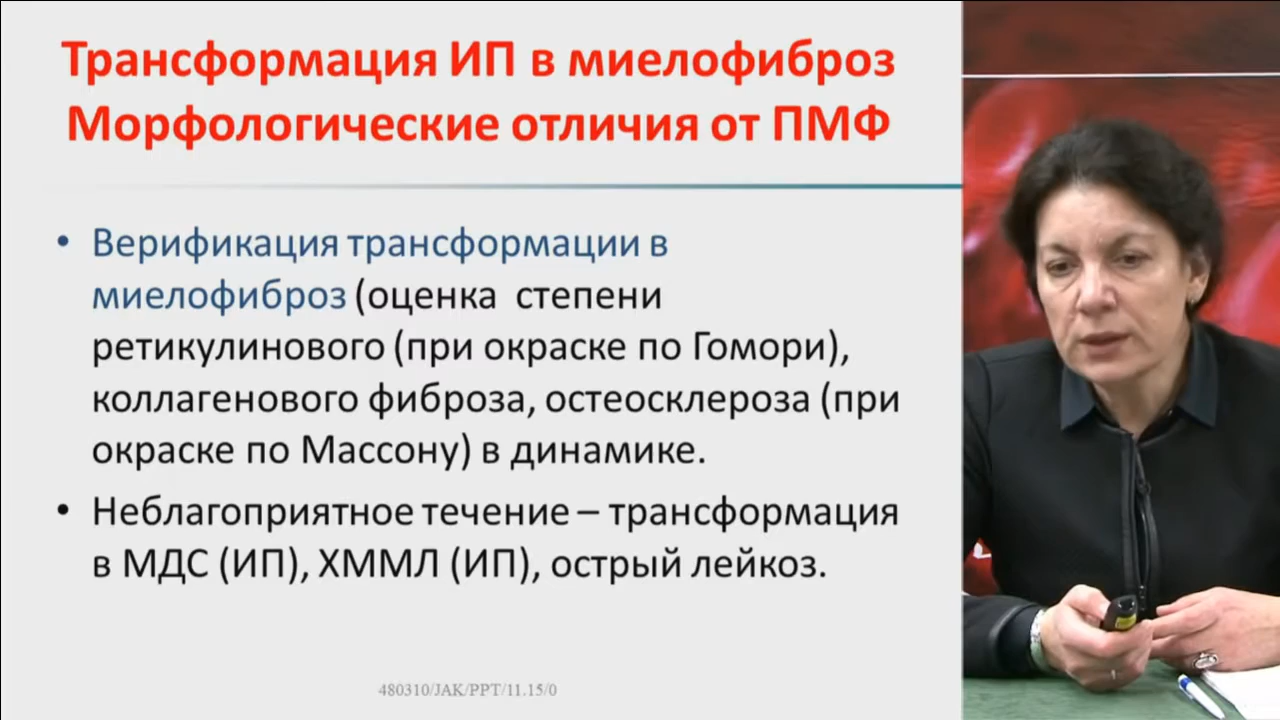 Трансформация ИП в миелофиброз
Морфологические отличия от ПМФ
• Верификация трансформации в
миелофиброз (оценка степени
ретикулинового (при окраске по Гомори),
коллагенового фиброза, остеосклероза (при
окраске по Массону) в динамике.
• Неблагоприятное течение – трансформация
в МДС (ИП), ХММЛ (ИП), острый лейкоз.
480310/JAK/PPT/11.15/0